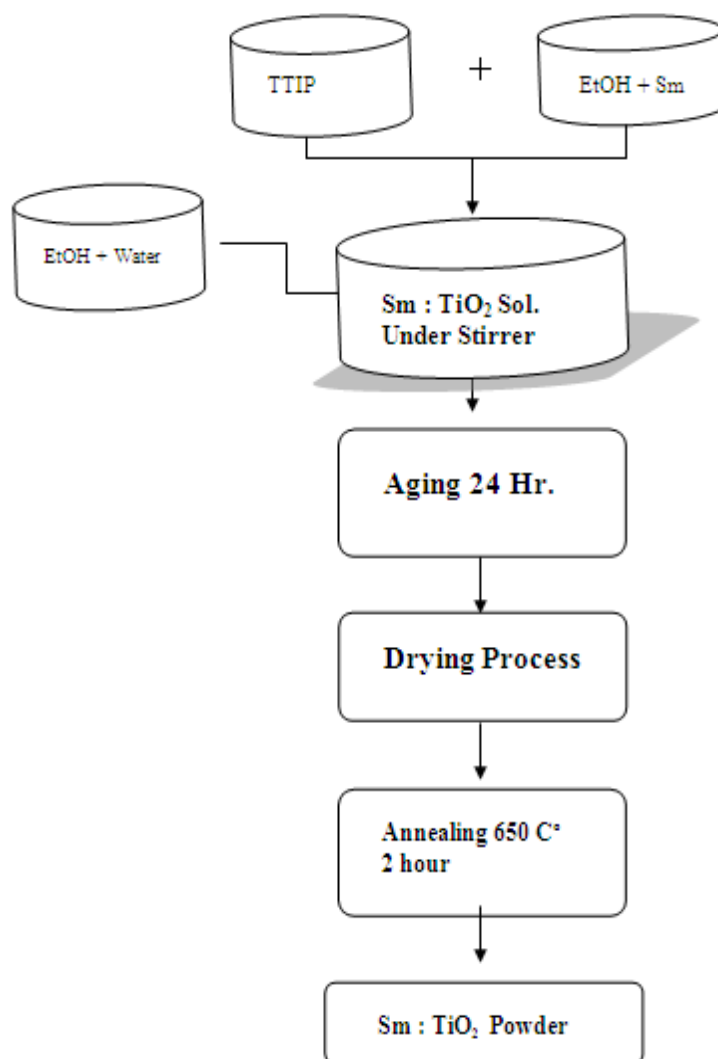 TTIP
+
EtOH + Sm
EtOH + Water
Sm : TiO₂ Sol.
Under Stirrer
Aging 24 Hr.
Drying Process
Annealing 650 C°
2 hour
Sm : TiO₂ Powder